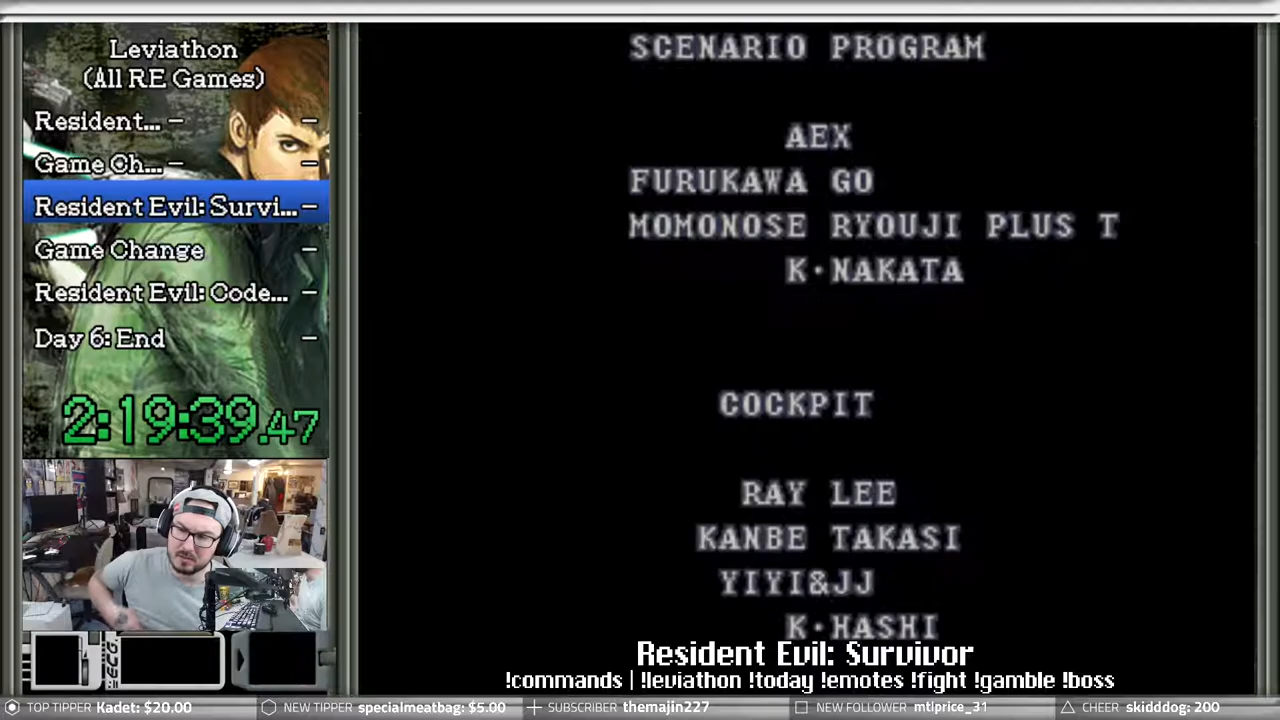 Leviathon
(All RE Games)
Resident... – –
Game Ch... – –
Resident Evil: Survi... –
Game Change –
Resident Evil: Code... –
Day 6: End –
2:19:39.47
ECG
SCENARIO PROGRAM
AEX
FURUKAWA GO
MOMONOSE RYOUJI PLUS T
K·NAKATA
COCKPIT
RAY LEE
KANBE TAKASI
YIYI&JJ
K·HASHI
Resident Evil: Survivor
!commands | !leviathon !today !emotes !fight !gamble !boss
TOP TIPPER Kadet: $20.00 NEW TIPPER specialmeatbag: $5.00 SUBSCRIBER themajin227 NEW FOLLOWER mtlprice_31 CHEER skidddog: 200